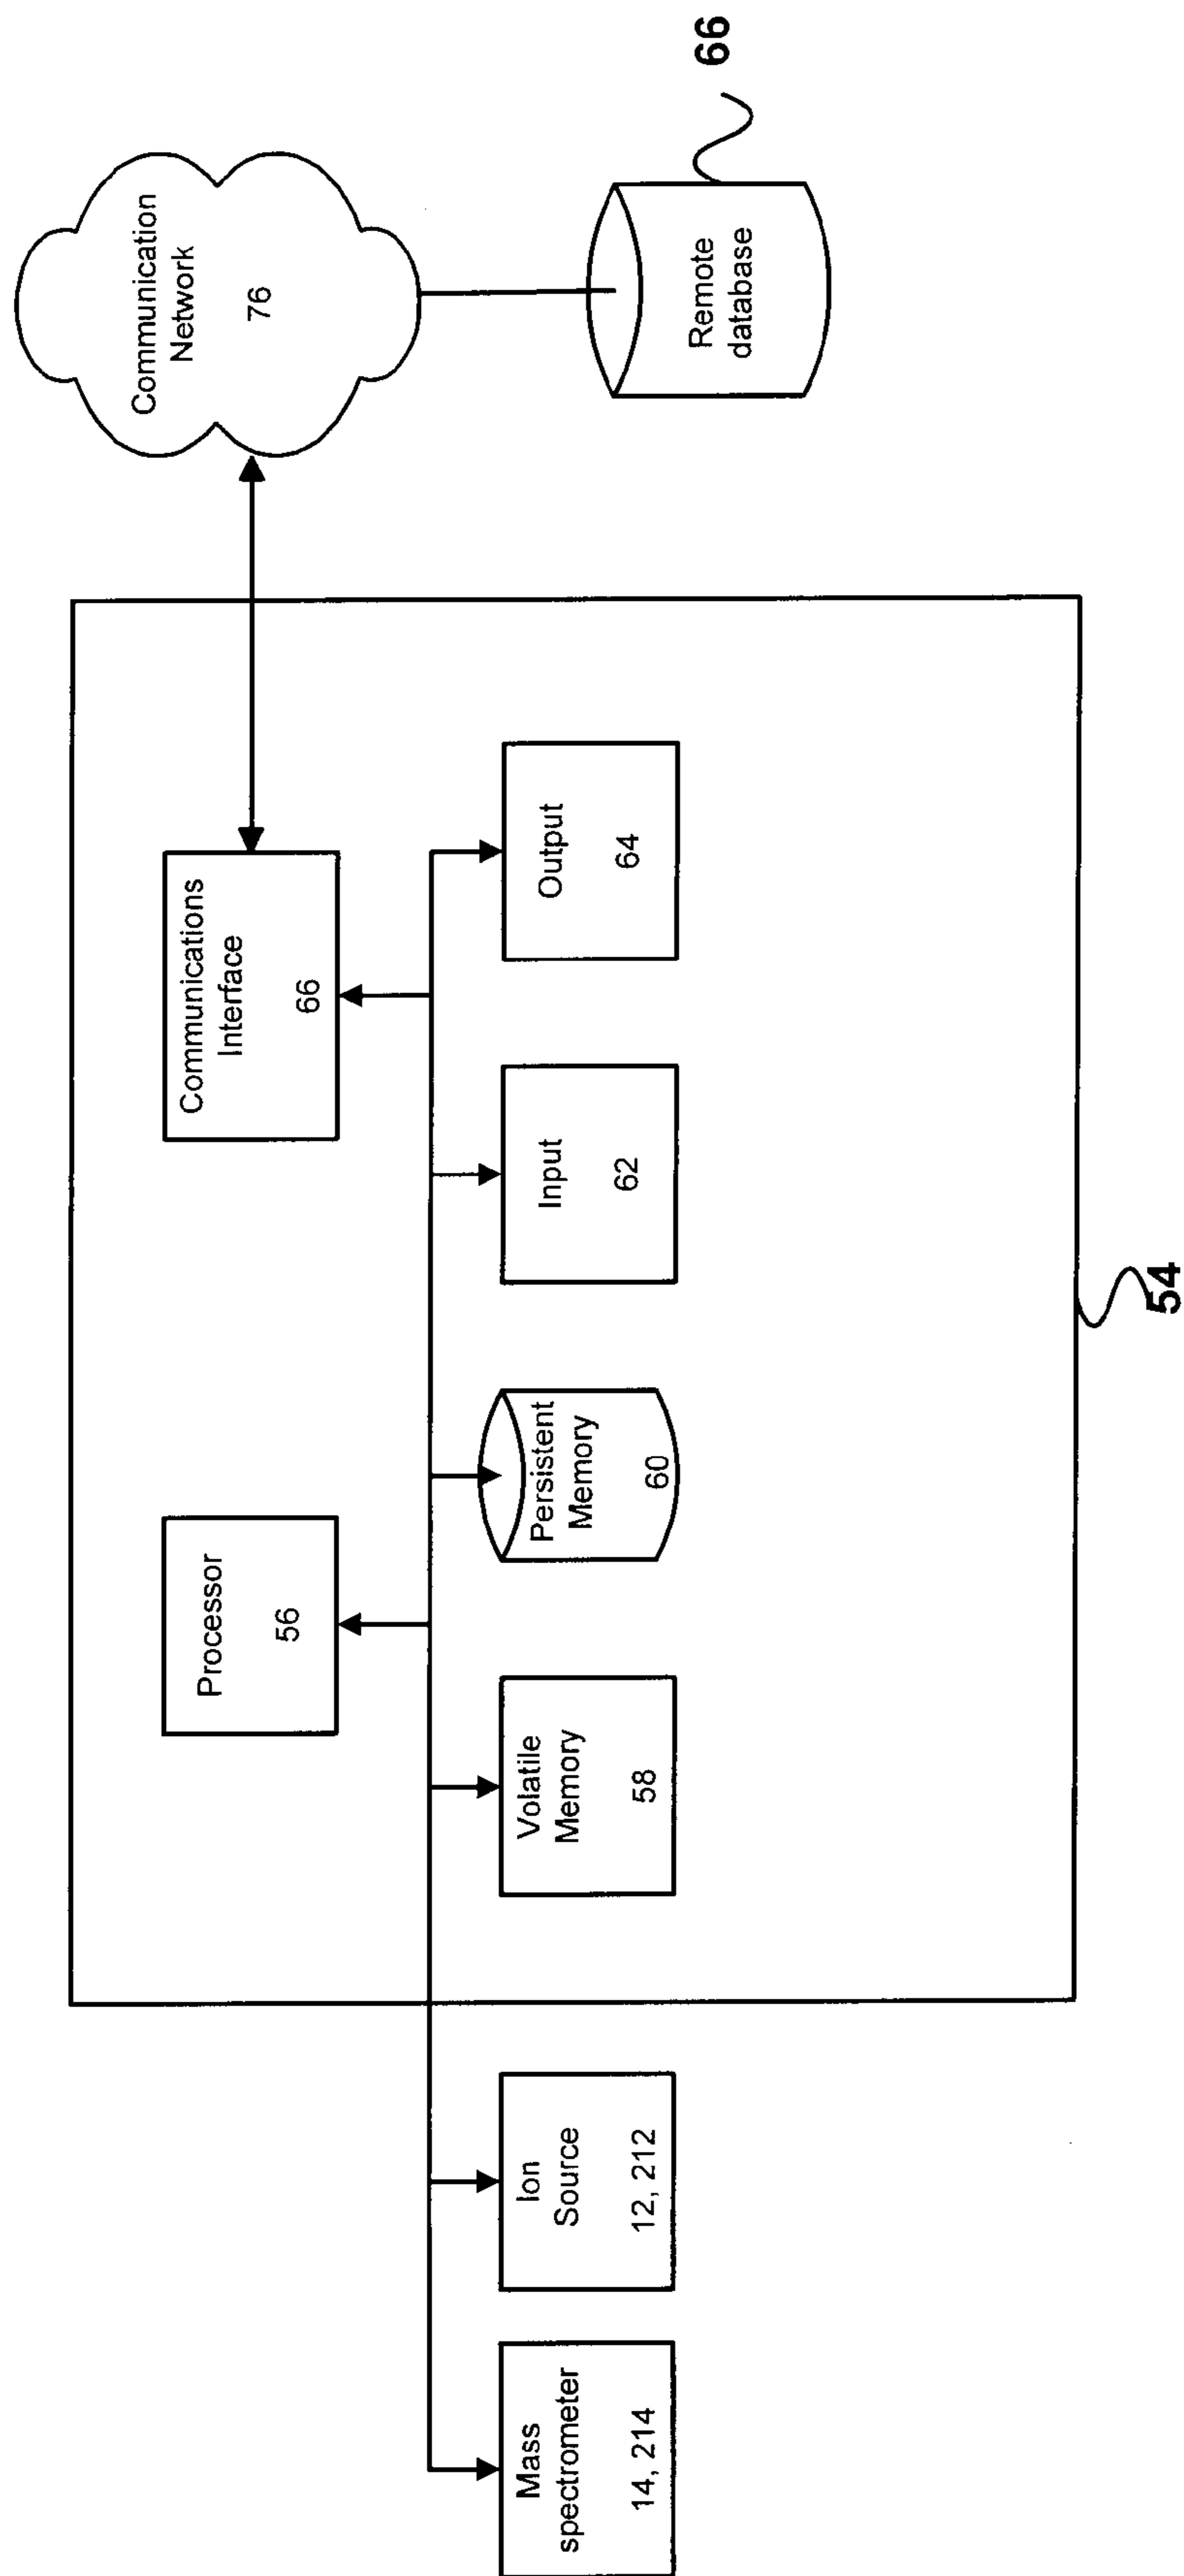 Communication
Network
76
66
Remote
database
Communications
Interface
66
Output
64
Input
62
Processor
56
Persistent
Memory
60
Volatile
Memory
58
54
Ion
Source
12, 212
Mass
spectrometer
14, 214